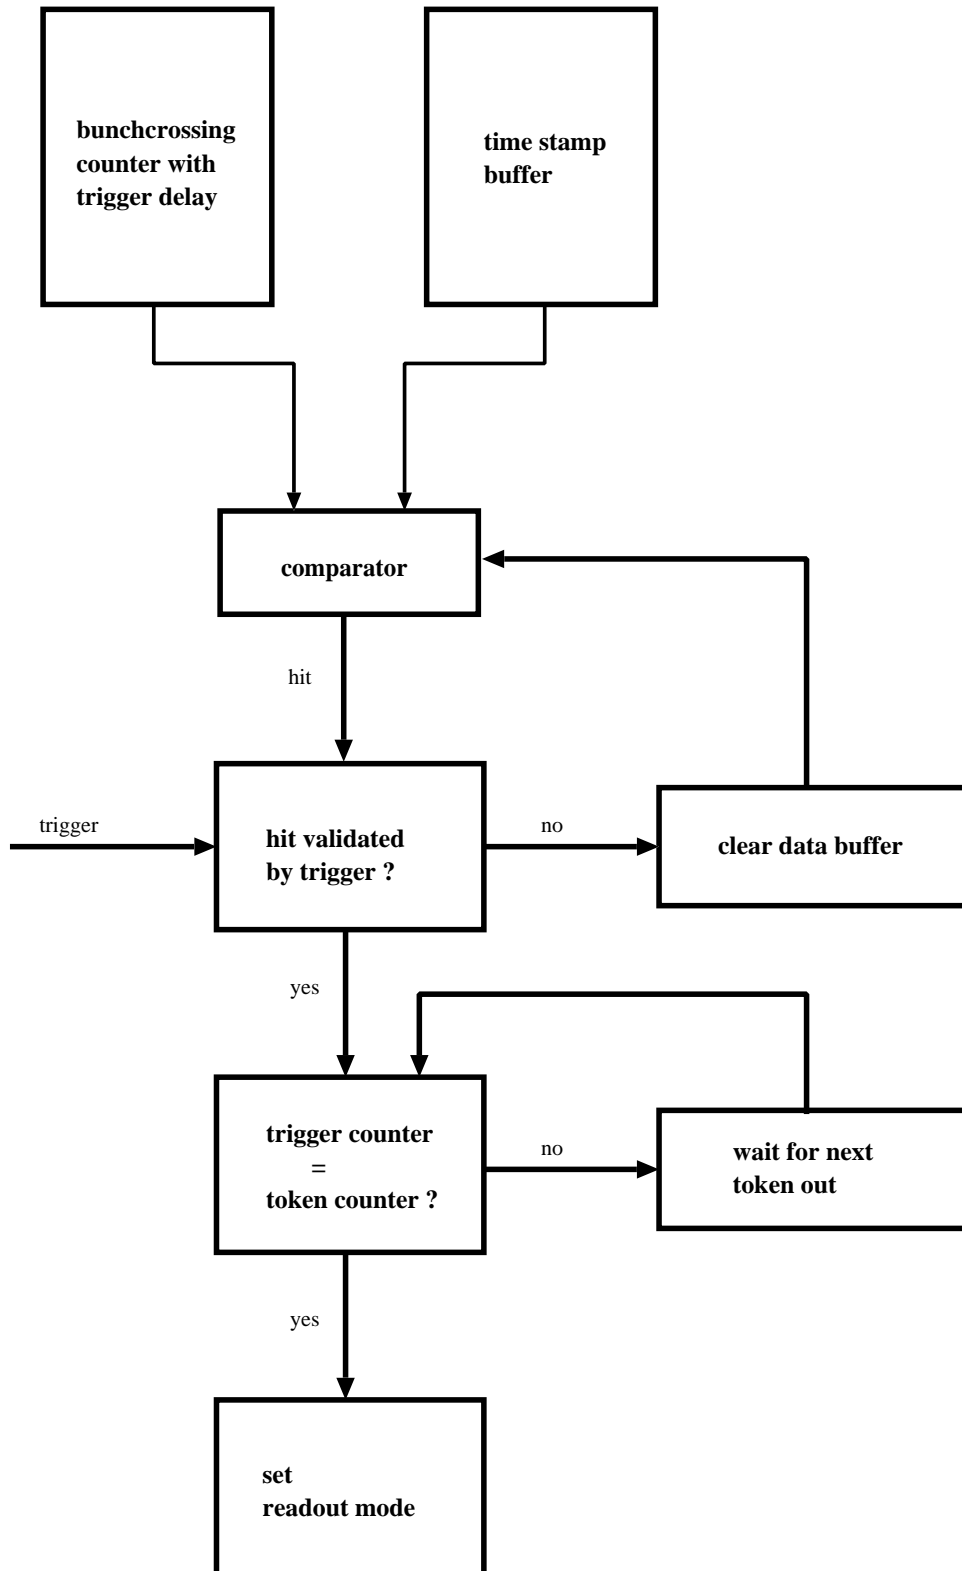 bunchcrossing
counter with
trigger delay
time stamp
buffer
comparator
hit
trigger
hit validated
by trigger ?
no
clear data buffer
yes
trigger counter
=
token counter ?
no
wait for next
token out
yes
set
readout mode